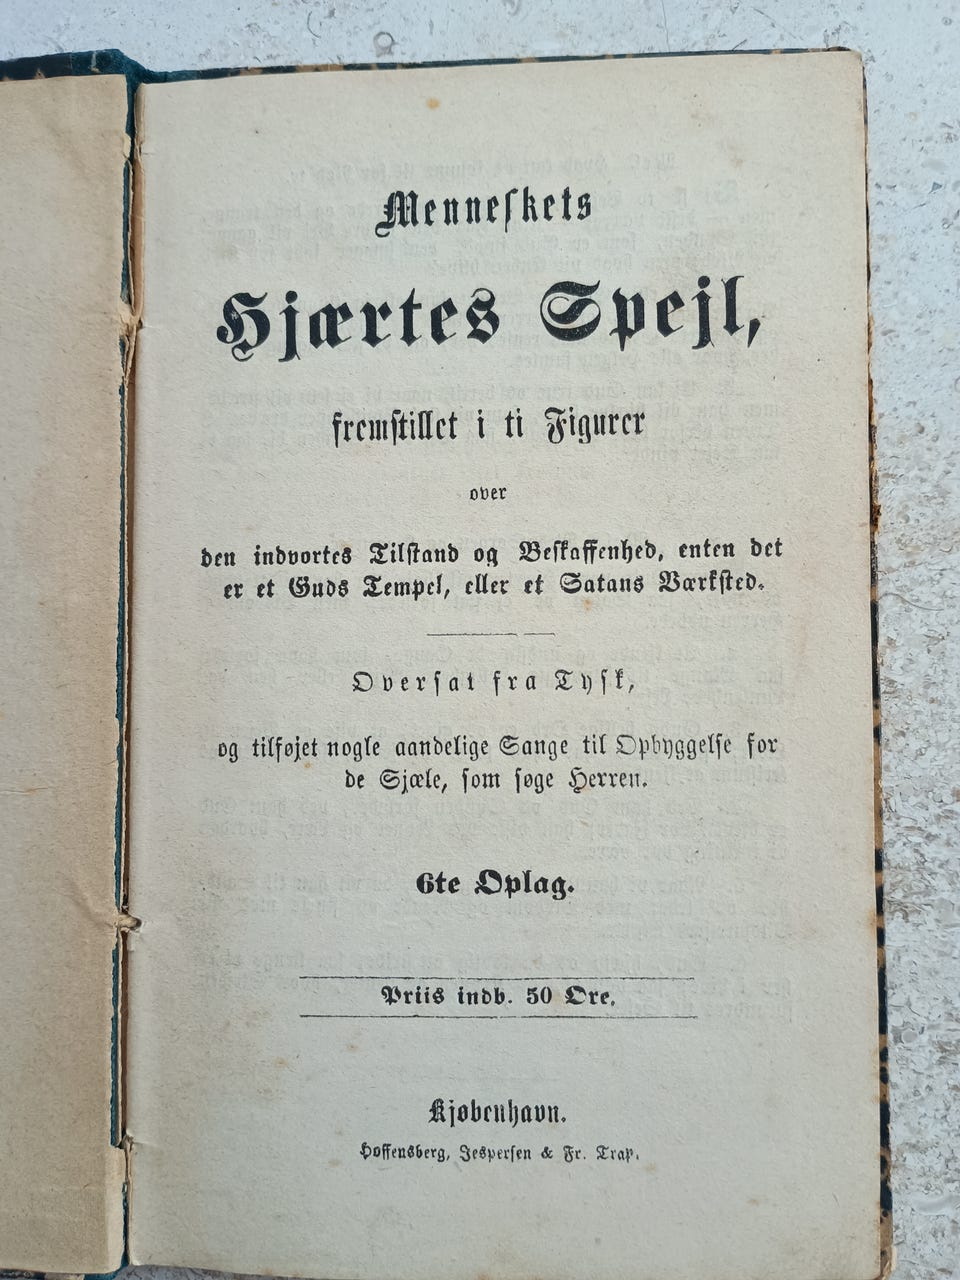 Menneskets
Hjærtes Spejl,
fremstillet i ti Figurer
over
den indvortes Tilstand og Beskaffenhed, enten det
er et Guds Tempel, eller et Satans Værksted.
Oversat fra Tysk,
og tilføjet nogle aandelige Sange til Opbyggelse for
de Sjæle, som søge Herren.
6te Oplag.
Priis indb. 50 Øre.
Kjøbenhavn.
Hoffensberg, Jespersen & Fr. Trap.